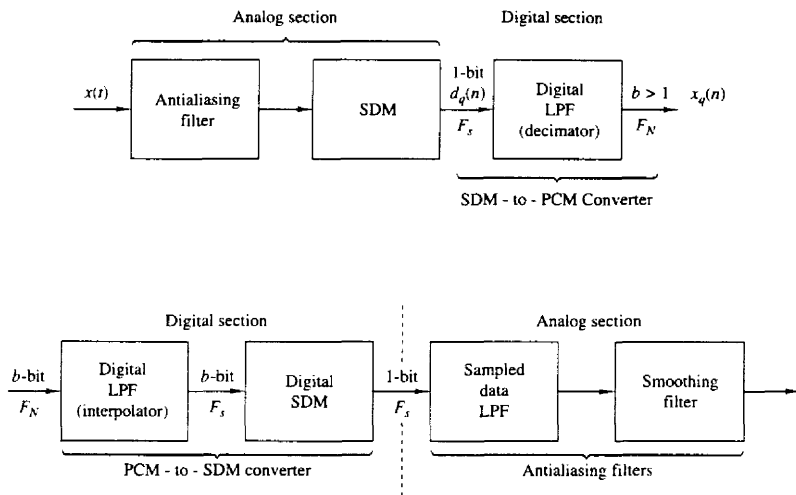 Analog section
Digital section
x(t)
Antialiasing
filter
SDM
1-bit
d_q(n)
F_s
Digital
LPF
(decimator)
b > 1
F_N
x_q(n)
SDM - to - PCM Converter
Digital section
Analog section
b-bit
F_N
Digital
LPF
(interpolator)
b-bit
F_s
Digital
SDM
1-bit
F_s
Sampled
data
LPF
Smoothing
filter
PCM - to - SDM converter
Antialiasing filters